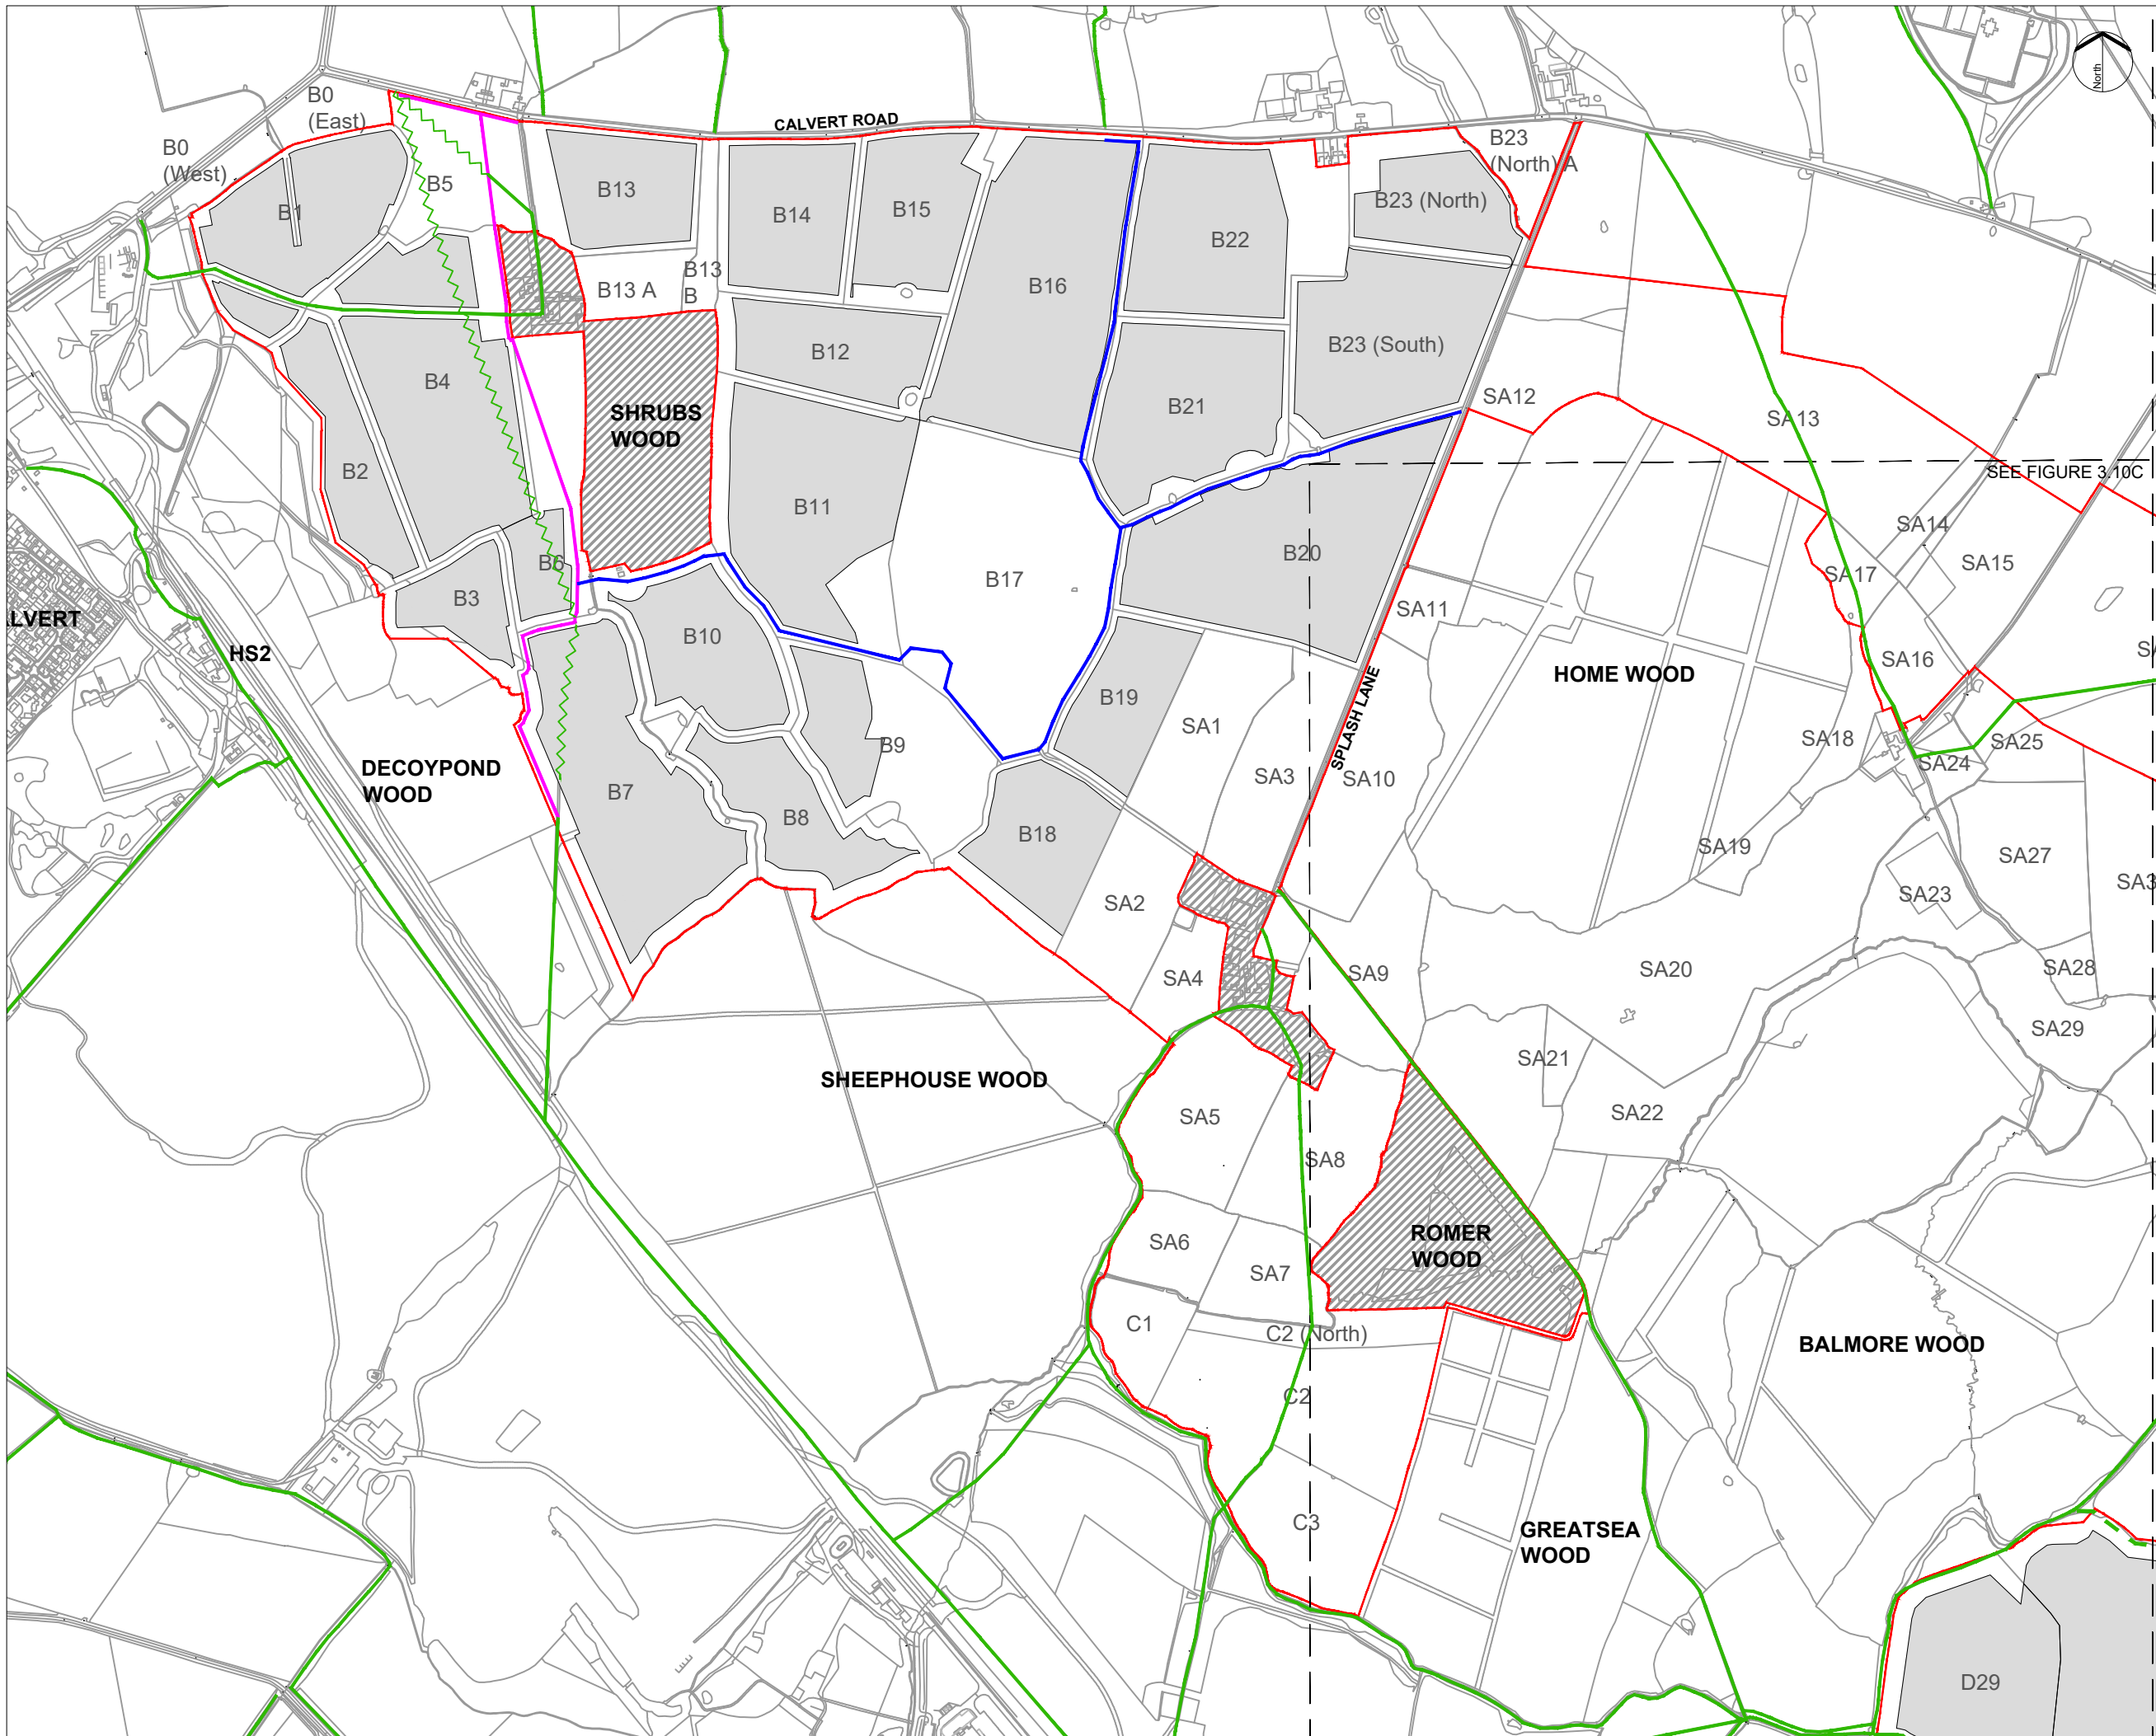 North
B0
(East)
B0
(West)
CALVERT ROAD
B23
(North) A
B1
B5
B13
B14
B15
B22
B23 (North)
B13 A
B13
B
B16
B12
B23 (South)
B4
B21
SHRUBS
WOOD
SA12
SA13
SEE FIGURE 3.10C
B2
B11
B20
SA14
SA15
B6
B17
SA17
B3
SA11
ALVERT
HS2
B10
HOME WOOD
SA16
SA
B19
SA1
SPLASH LANE
SA18
SA25
SA24
B9
DECOYPOND
WOOD
B7
SA3
SA10
B8
B18
SA19
SA27
SA3
SA2
SA23
SA4
SA9
SA20
SA28
SA29
SHEEPHOUSE WOOD
SA21
SA5
SA22
SA8
SA6
SA7
ROMER
WOOD
C1
C2 (North)
BALMORE WOOD
C2
C3
GREATSEA
WOOD
D29